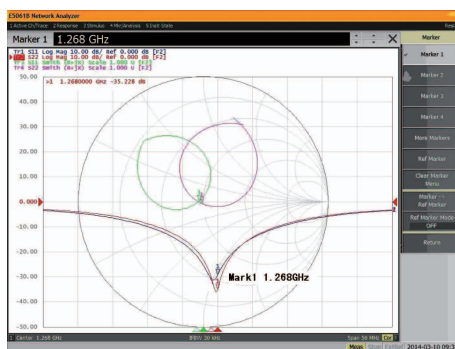 E5061B Network Analyzer
1 Active Ch/Trace 2 Response 3 Stimulus 4 Mkr/Analysis 5 Instr State
Marker 1 1.268 GHz
Tr1 S11 Log Mag 10.00 dB/ Ref 0.000 dB [F2]
S22 Log Mag 10.00 dB/ Ref 0.000 dB [F2]
Tr3 S11 Smith (R+jX) Scale 1.000 U [F2]
Tr4 S22 Smith (R+jX) Scale 1.000 U [F2]
>1 1.2680000 GHz -35.228 dB
50.00
40.00
30.00
20.00
10.00
0.000
-10.00
-20.00
-30.00
-40.00
-50.00
Mark1 1.268GHz
1 Center 1.268 GHz
IFBW 20 kHz
Span 50 MHz Cor
Meas
2014-03-10 09:3
Marker
Marker 1
Marker 2
Marker 3
Marker 4
More Markers
Ref Marker
Clear Marker
Menu
Marker ->
Ref Marker
Ref Marker Mode
OFF
Return